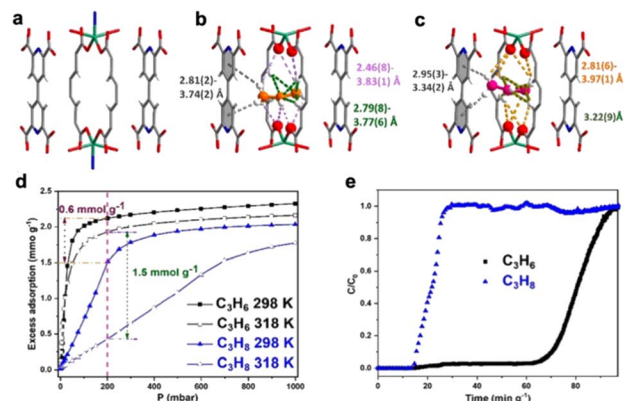 a
b
c
2.81(2)-
3.74(2) Å
2.46(8)-
3.83(1) Å
2.79(8)-
3.77(6) Å
2.95(3)-
3.34(2) Å
2.81(6)-
3.97(1) Å
3.22(9)Å
d
Excess adsorption (mmo g⁻¹)
2.5
2.0
1.5
1.0
0.5
0.0
0.6 mmol g⁻¹
1.5 mmol g⁻¹
C₃H₆ 298 K
C₃H₆ 318 K
C₃H₈ 298 K
C₃H₈ 318 K
0 200 400 600 800 1000
P (mbar)
e
C/C₀
1.0
0.8
0.6
0.4
0.2
0.0
C₃H₆
C₃H₈
0 20 40 60 80
Time (min g⁻¹)